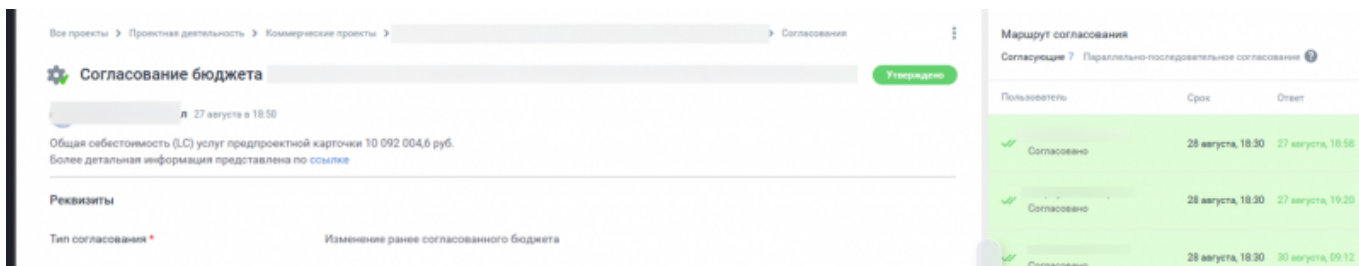 Все проекты > Проектная деятельность > Коммерческие проекты >
> Согласования
Согласование бюджета
Утверждено
л 27 августа в 18:50
Общая себестоимость (LC) услуг предпроектной карточки 10 092 004,6 руб.
Более детальная информация представлена по ссылке
Реквизиты
Тип согласования * Изменение ранее согласованного бюджета
Маршрут согласования
Согласующие 7 Параллельно-последовательное согласование ?
Пользователь Срок Ответ
28 августа, 18:30 27 августа, 18:58
Согласовано
28 августа, 18:30 27 августа, 19:20
Согласовано
28 августа, 18:30 30 августа, 09:12
Согласовано